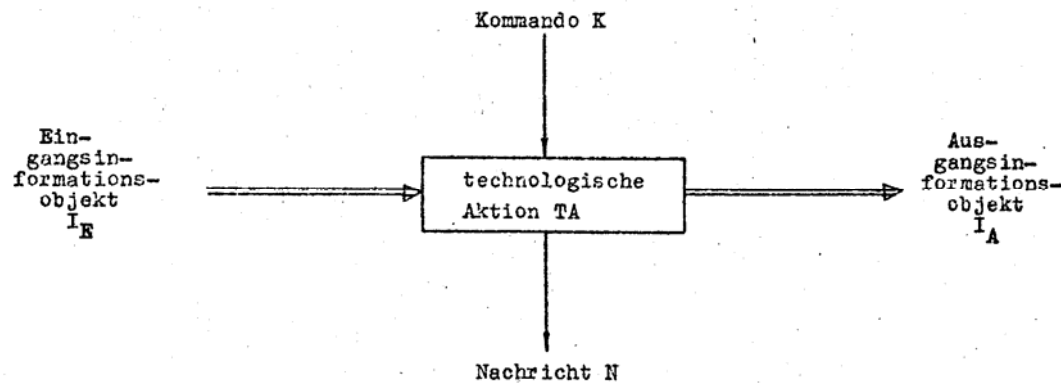 Kommando K
Ein-
gangsin-
formations-
objekt
I_E
technologische
Aktion TA
Aus-
gangsin-
formations-
objekt
I_A
Nachricht N